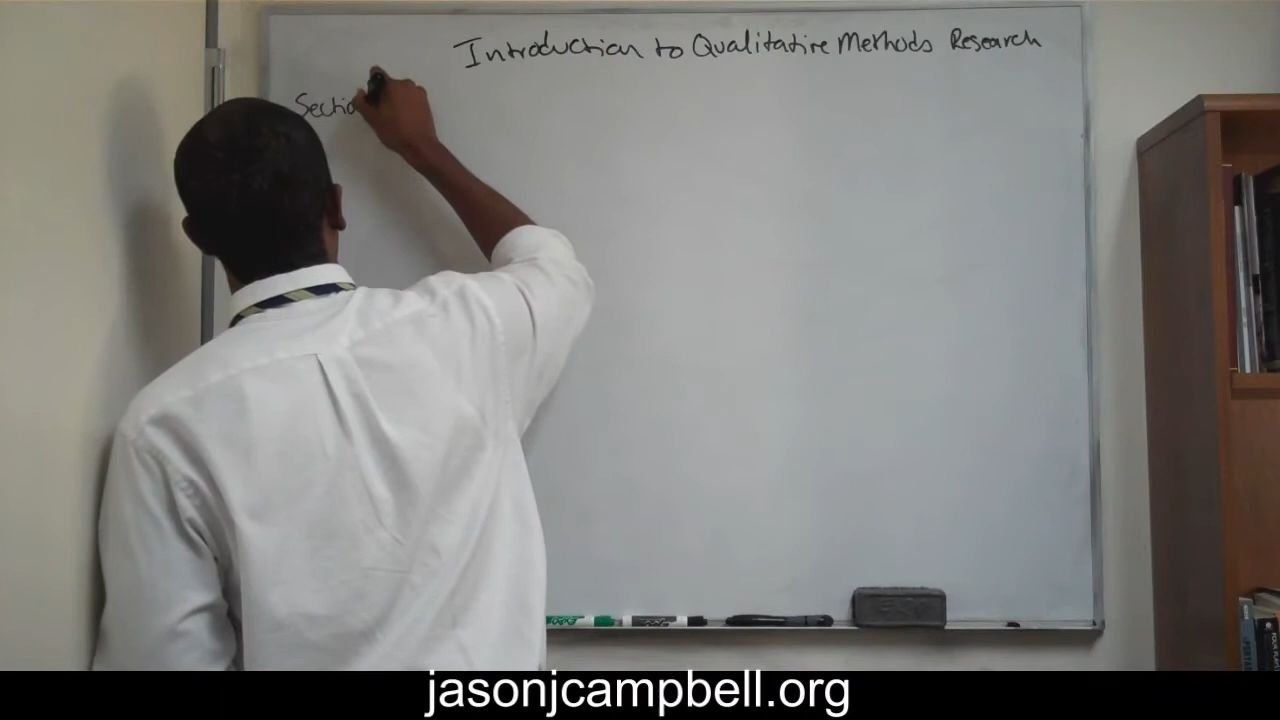 Introduction to Qualitative Methods Research
Sectio
jasonjcampbell.org